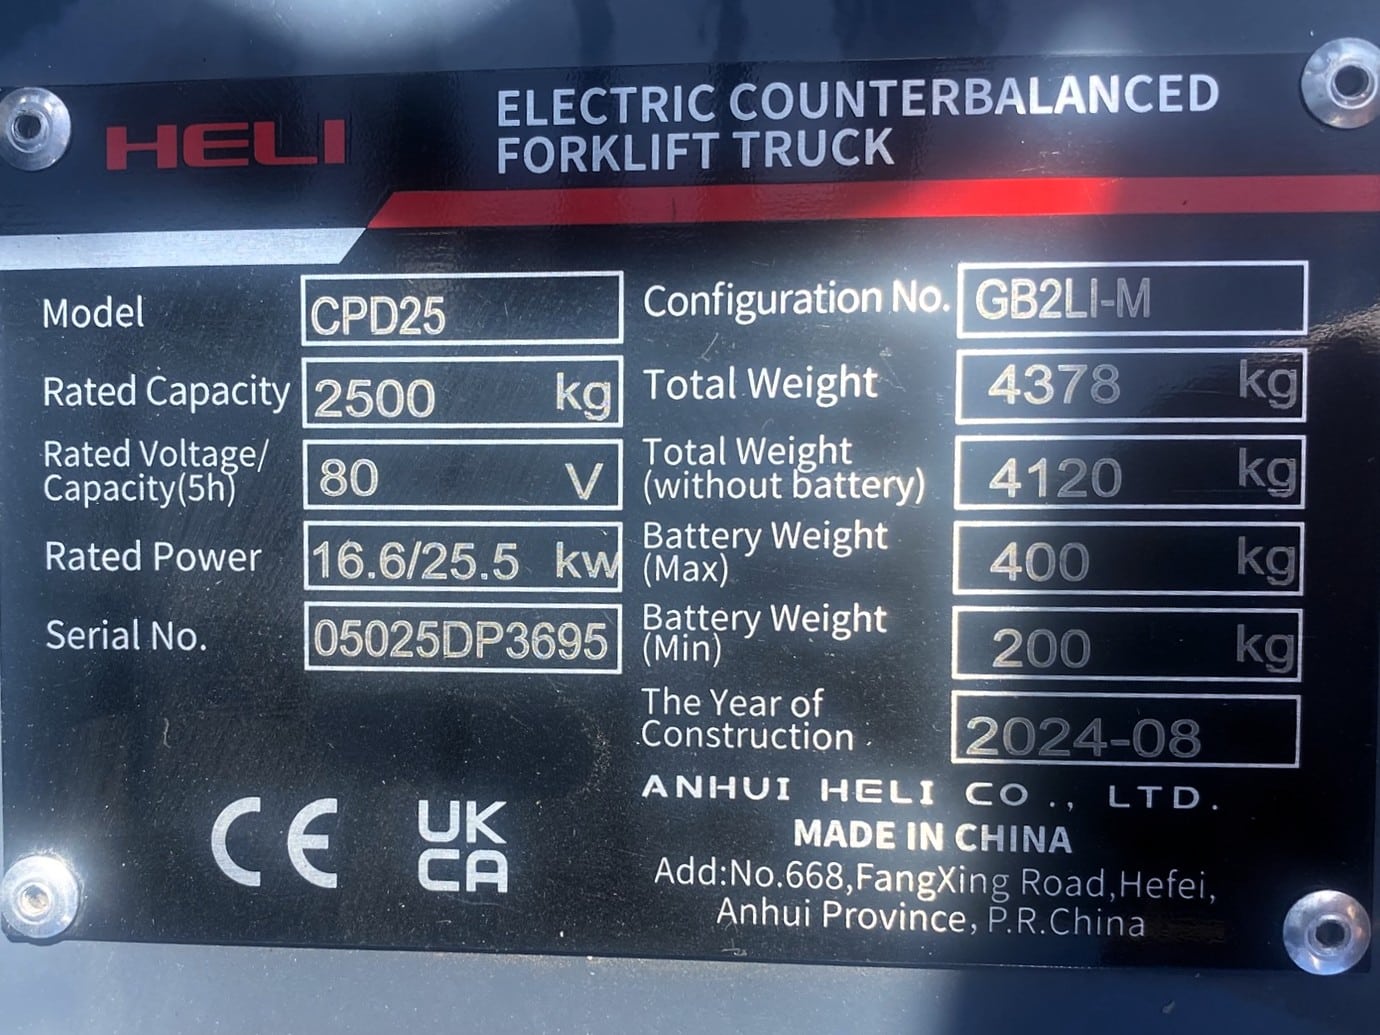 HELI
ELECTRIC COUNTERBALANCED
FORKLIFT TRUCK
Model CPD25
Rated Capacity 2500 kg
Rated Voltage/
Capacity(5h) 80 V
Rated Power 16.6/25.5 kw
Serial No. 05025DP3695
Configuration No. GB2LI-M
Total Weight 4378 kg
Total Weight
(without battery) 4120 kg
Battery Weight
(Max) 400 kg
Battery Weight
(Min) 200 kg
The Year of
Construction 2024-08
CE
UK
CA
ANHUI HELI CO., LTD.
MADE IN CHINA
Add:No.668,FangXing Road,Hefei,
Anhui Province, P.R.China